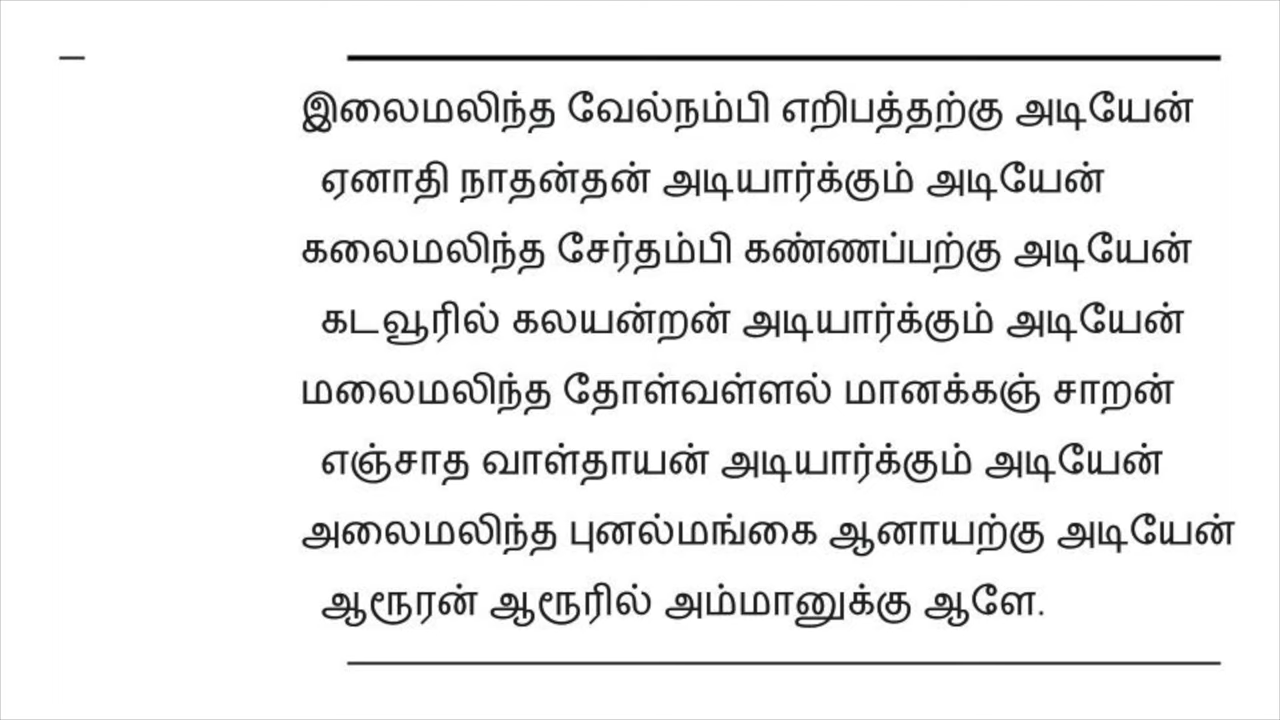 இலைமலிந்த வேல்நம்பி எறிபத்தற்கு அடியேன்
ஏனாதி நாதன்தன் அடியார்க்கும் அடியேன்
கலைமலிந்த சேர்தம்பி கண்ணப்பற்கு அடியேன்
கடவூரில் கலயன்றன் அடியார்க்கும் அடியேன்
மலைமலிந்த தோள்வள்ளல் மானக்கஞ் சாறன்
எஞ்சாத வாள்தாயன் அடியார்க்கும் அடியேன்
அலைமலிந்த புனல்மங்கை ஆனாயற்கு அடியேன்
ஆரூரன் ஆரூரில் அம்மானுக்கு ஆளே.